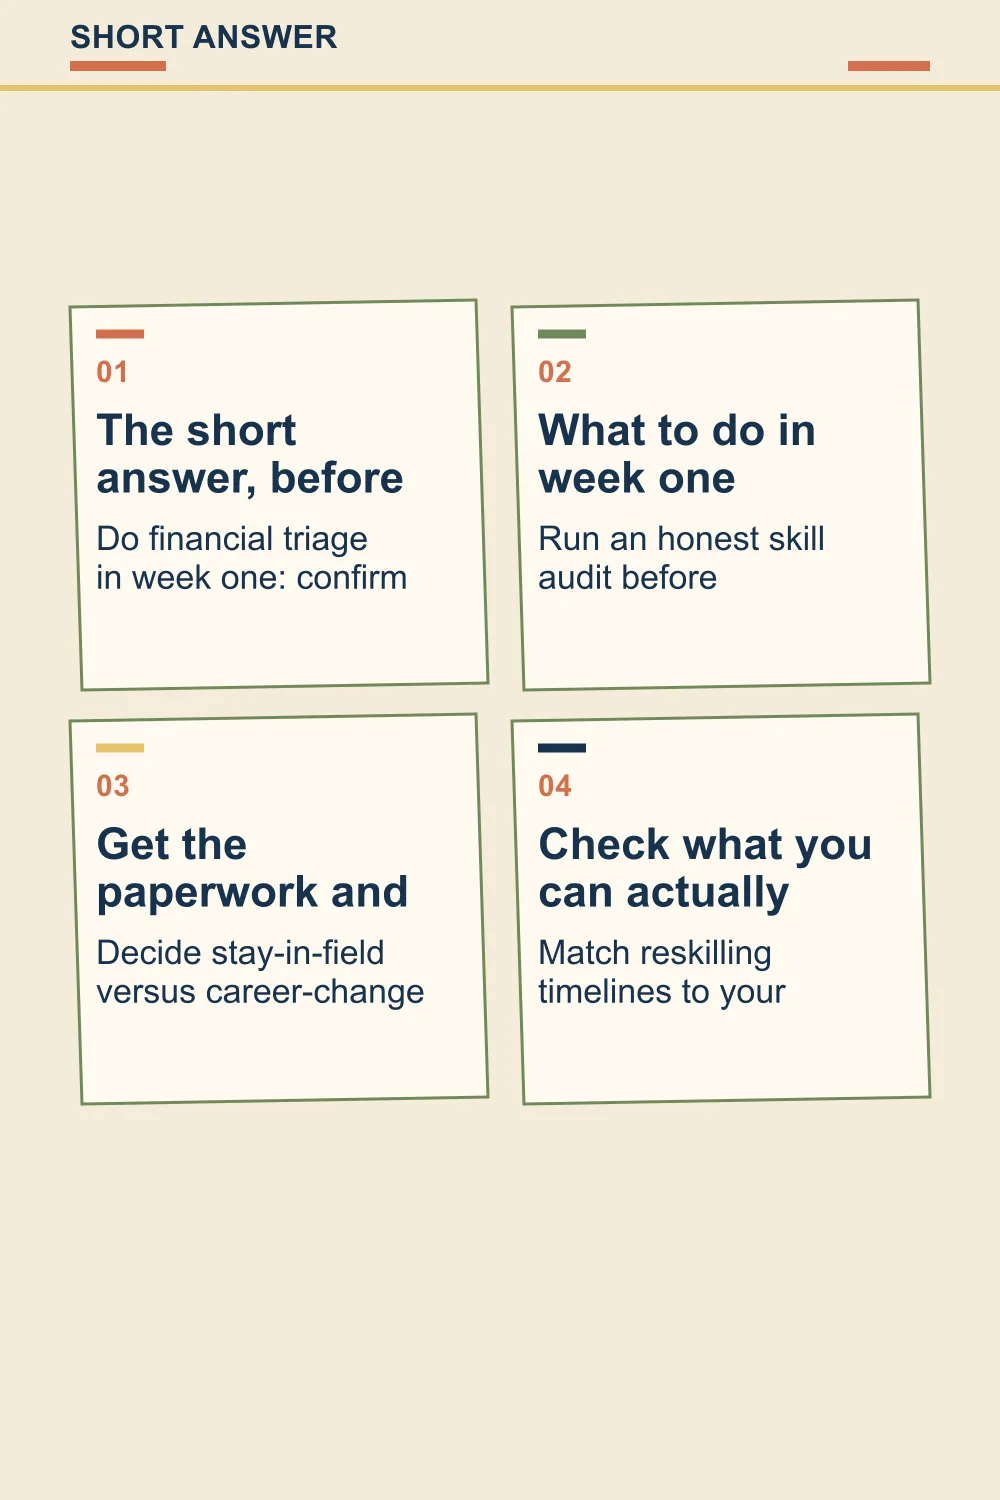 SHORT ANSWER
01
The short
answer, before
Do financial triage
in week one: confirm
02
What to do in
week one
Run an honest skill
audit before
03
Get the
paperwork and
Decide stay-in-field
versus career-change
04
Check what you
can actually
Match reskilling
timelines to your